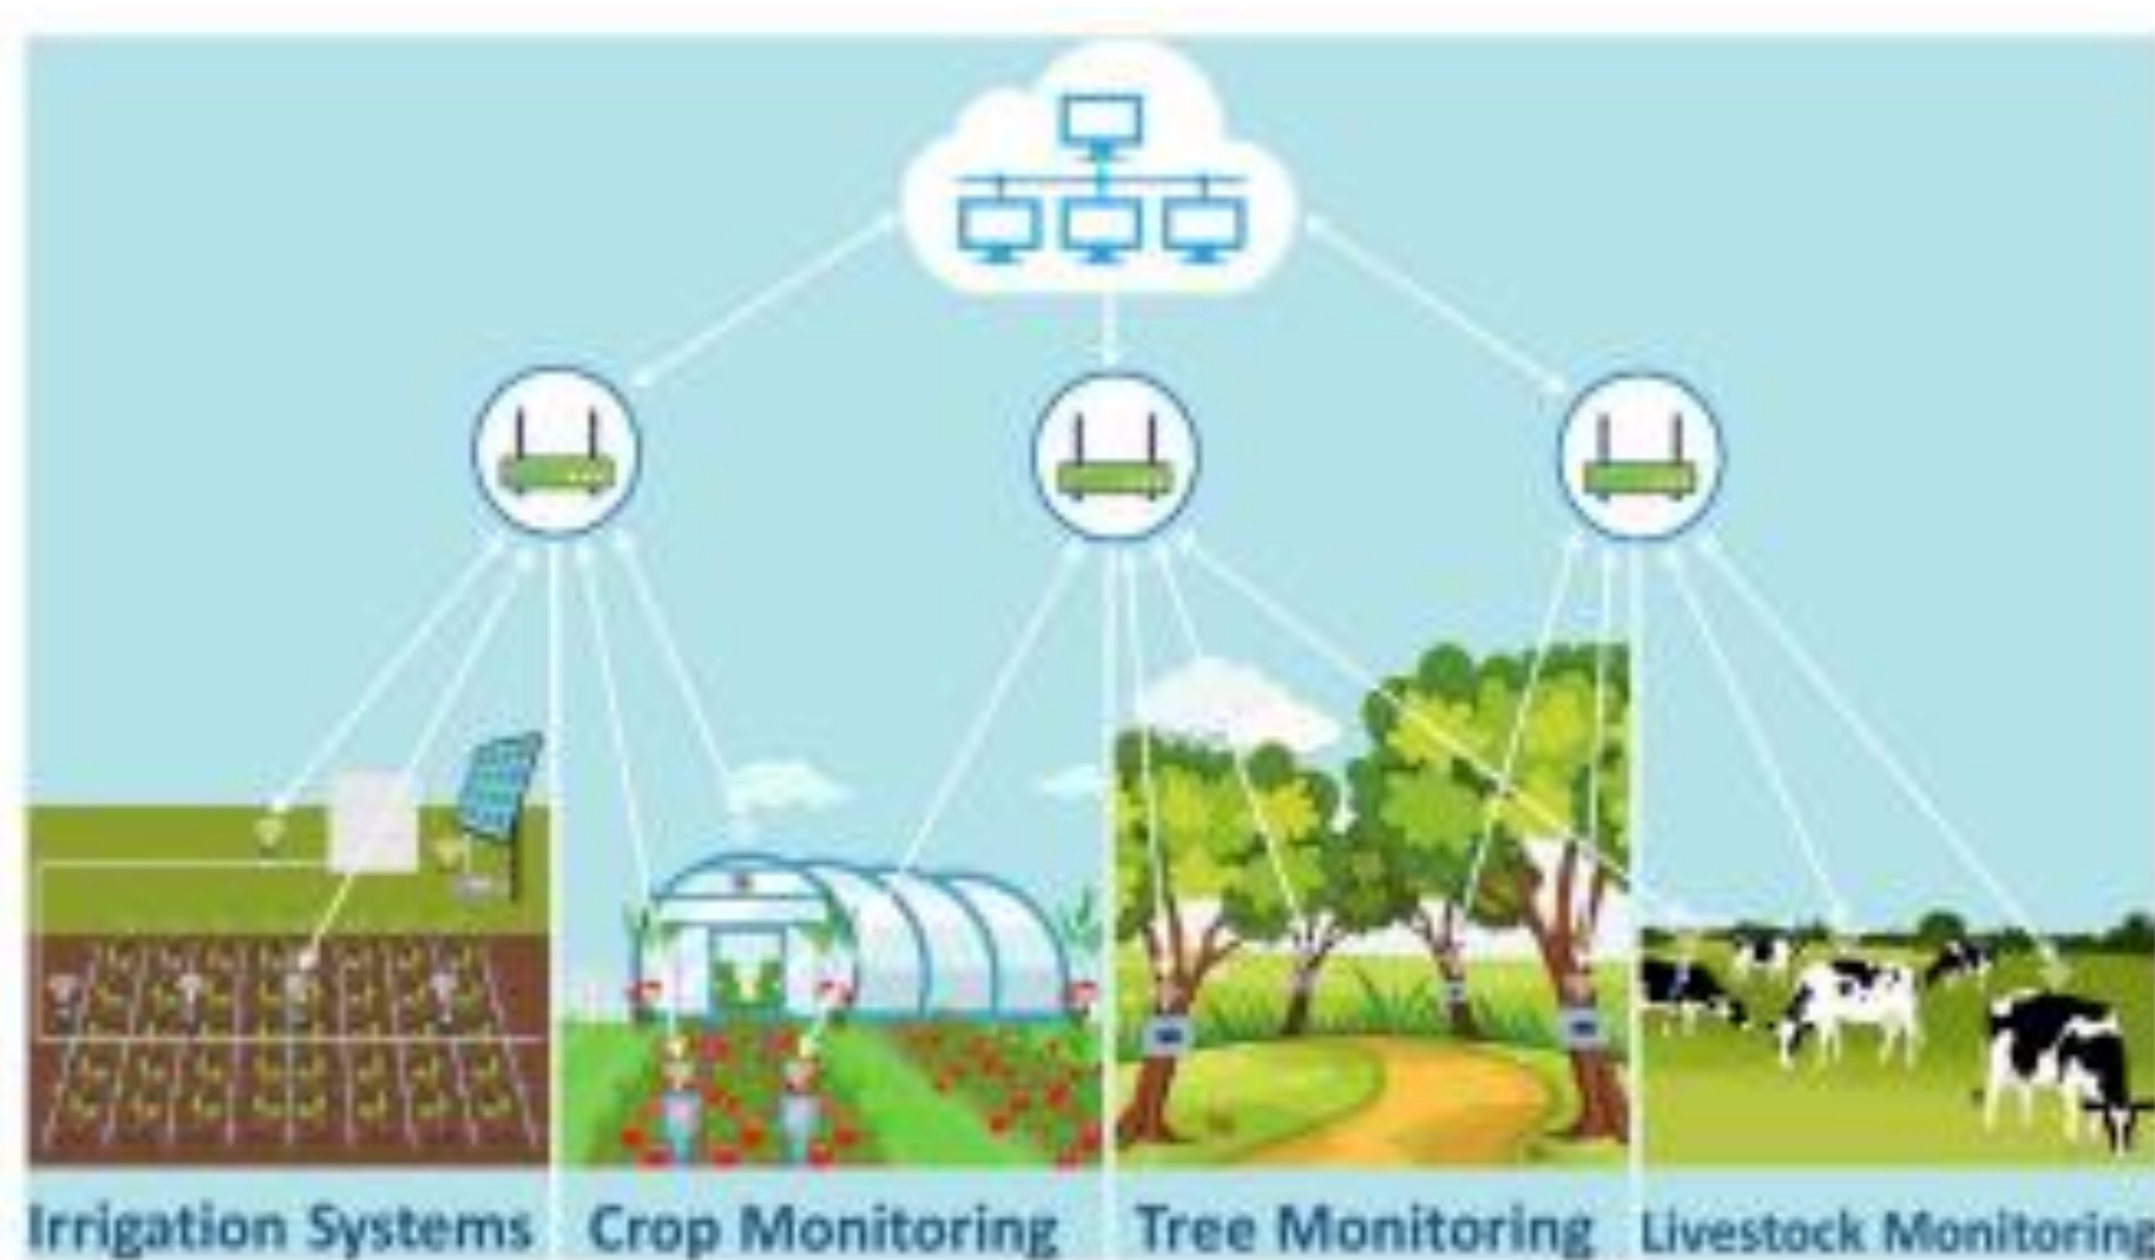 Irrigation Systems
Crop Monitoring
Tree Monitoring
Livestock Monitoring